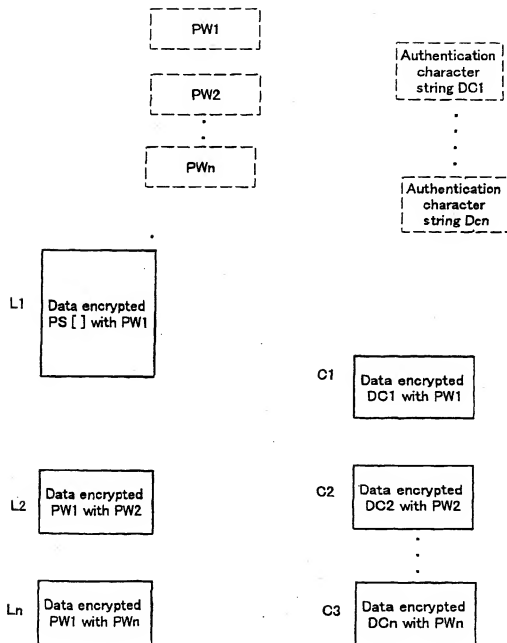 PW1
PW2
PWn
Authentication
character
string DC1
Authentication
character
string Dcn
L1
Data encrypted
PS [ ] with PW1
C1
Data encrypted
DC1 with PW1
L2
Data encrypted
PW1 with PW2
C2
Data encrypted
DC2 with PW2
Ln
Data encrypted
PW1 with PWn
C3
Data encrypted
DCn with PWn